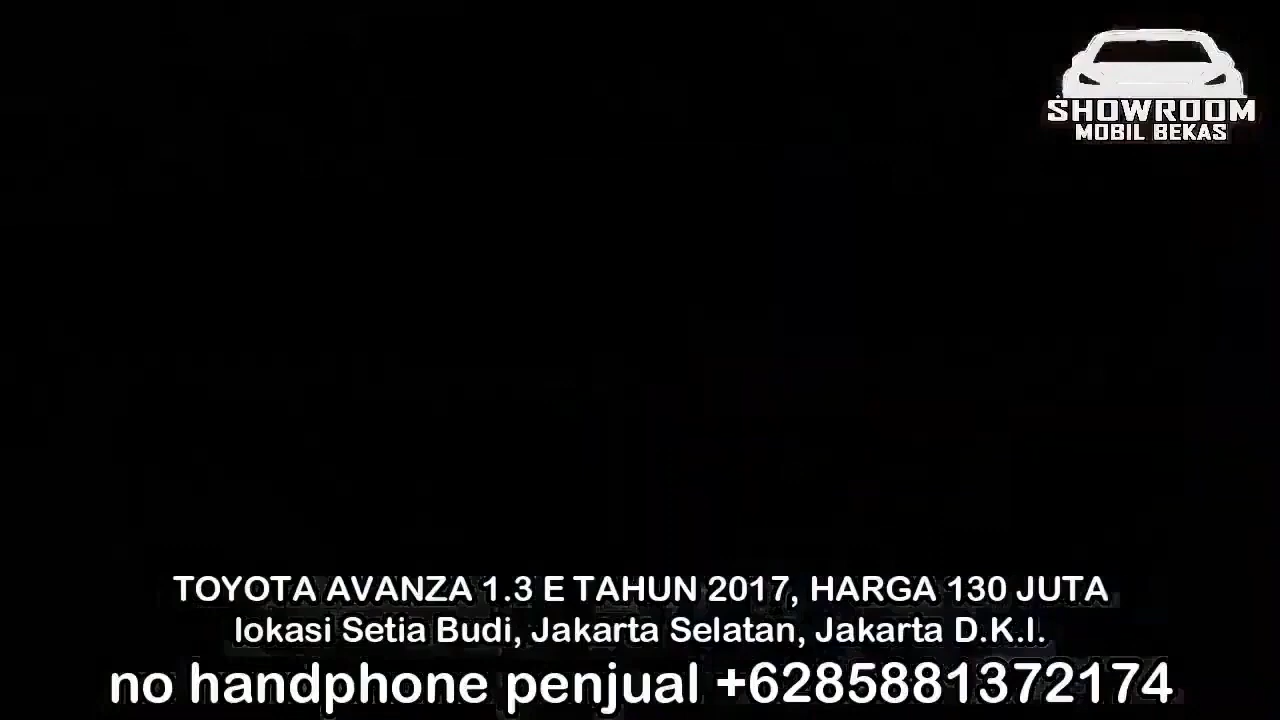 SHOWROOM
MOBIL BEKAS
TOYOTA AVANZA 1.3 E TAHUN 2017, HARGA 130 JUTA
lokasi Setia Budi, Jakarta Selatan, Jakarta D.K.I.
no handphone penjual +6285881372174